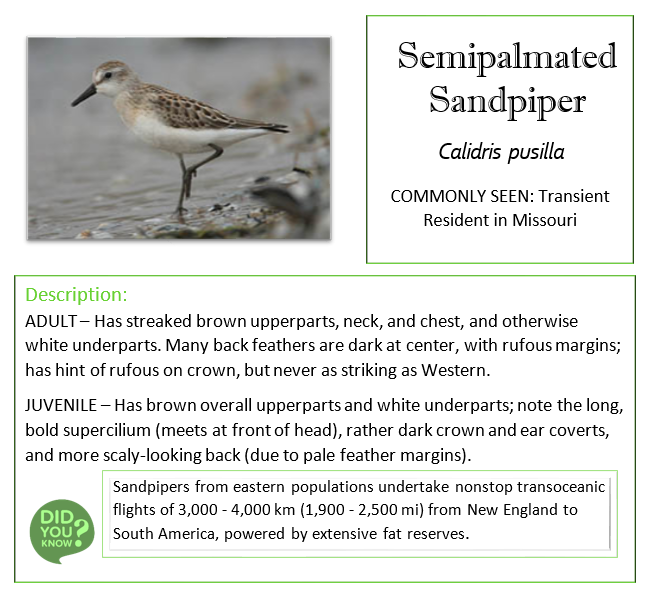 Semipalmated
Sandpiper
Calidris pusilla
COMMONLY SEEN: Transient
Resident in Missouri
Description:
ADULT – Has streaked brown upperparts, neck, and chest, and otherwise
white underparts. Many back feathers are dark at center, with rufous margins;
has hint of rufous on crown, but never as striking as Western.
JUVENILE – Has brown overall upperparts and white underparts; note the long,
bold supercilium (meets at front of head), rather dark crown and ear coverts,
and more scaly-looking back (due to pale feather margins).
DID
YOU
KNOW?
Sandpipers from eastern populations undertake nonstop transoceanic
flights of 3,000 - 4,000 km (1,900 - 2,500 mi) from New England to
South America, powered by extensive fat reserves.